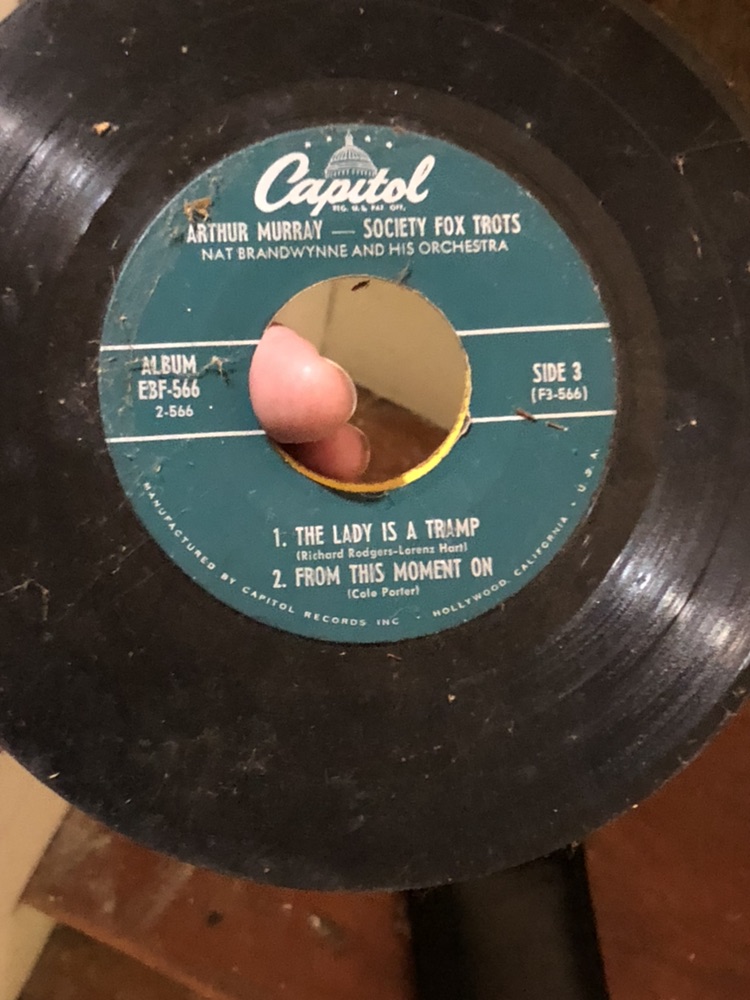 Capitol
REG. U.S. PAT. OFF.
ARTHUR MURRAY — SOCIETY FOX TROTS
NAT BRANDWYNNE AND HIS ORCHESTRA
ALBUM
EBF-566
2-566
SIDE 3
(F3-566)
1. THE LADY IS A TRAMP
(Richard Rodgers-Lorenz Hart)
2. FROM THIS MOMENT ON
(Cole Porter)
MANUFACTURED BY CAPITOL RECORDS INC · HOLLYWOOD, CALIFORNIA · U.S.A.